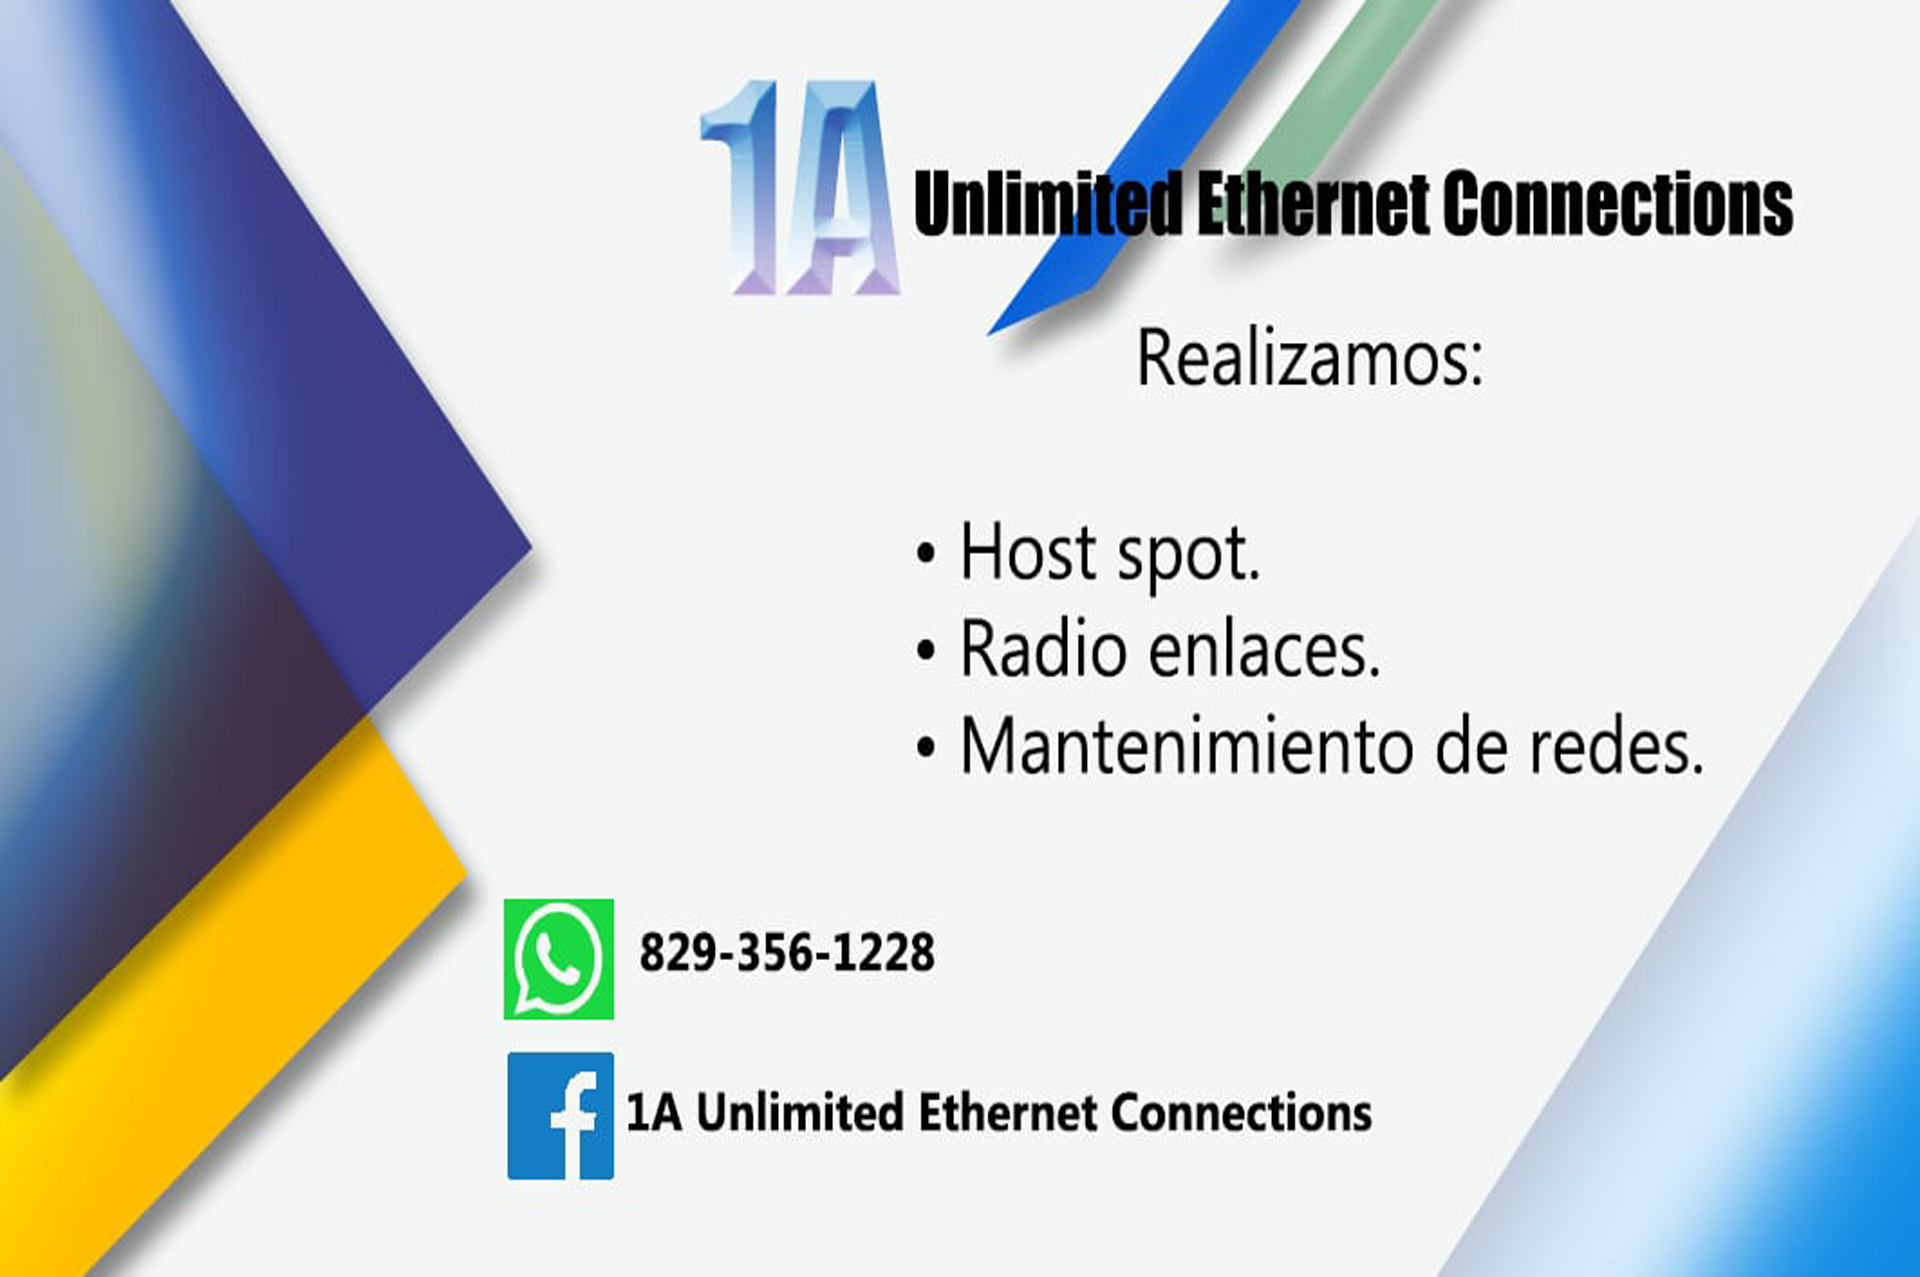 1A Unlimited Ethernet Connections
Realizamos:
• Host spot.
• Radio enlaces.
• Mantenimiento de redes.
829-356-1228
1A Unlimited Ethernet Connections